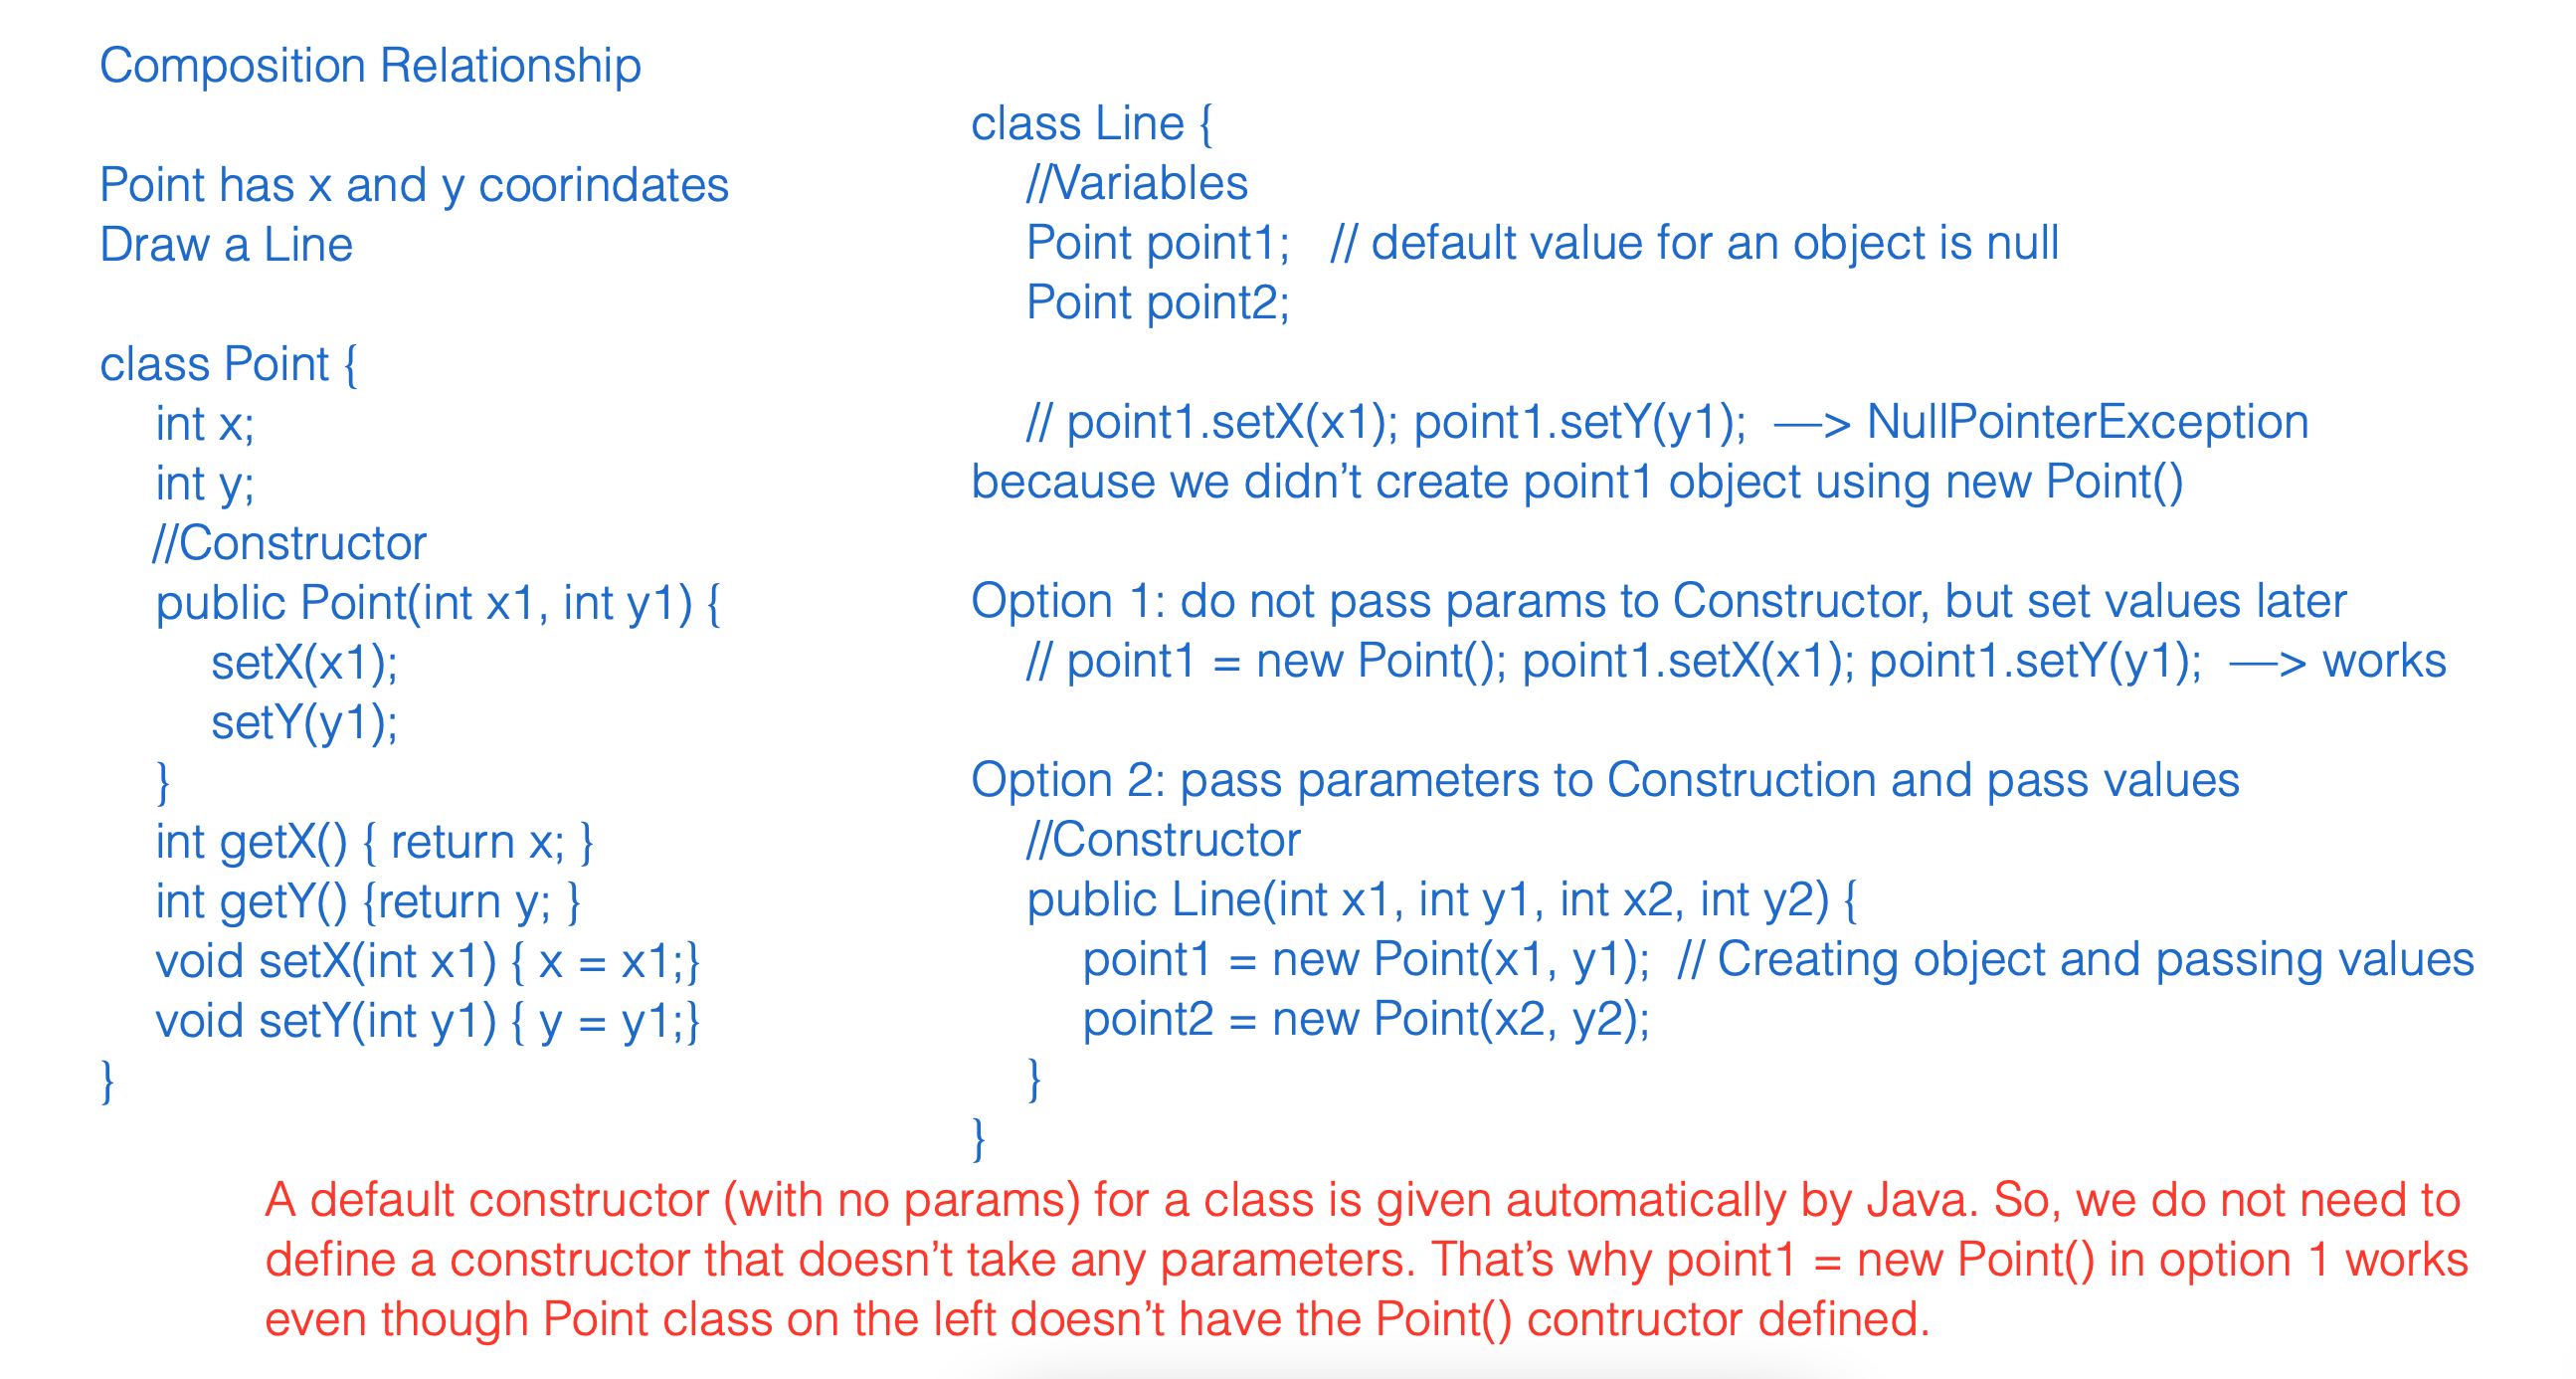 Composition Relationship
Point has x and y coorindates
Draw a Line
class Point {
int x;
int y;
//Constructor
public Point(int x1, int y1) {
setX(x1);
setY(y1);
}
int getX() { return x; }
int getY() {return y; }
void setX(int x1) { x = x1;}
void setY(int y1) { y = y1;}
}
class Line {
//Variables
Point point1;   // default value for an object is null
Point point2;
// point1.setX(x1); point1.setY(y1);  —> NullPointerException
because we didn’t create point1 object using new Point()
Option 1: do not pass params to Constructor, but set values later
// point1 = new Point(); point1.setX(x1); point1.setY(y1);  —> works
Option 2: pass parameters to Construction and pass values
//Constructor
public Line(int x1, int y1, int x2, int y2) {
point1 = new Point(x1, y1);  // Creating object and passing values
point2 = new Point(x2, y2);
}
}
A default constructor (with no params) for a class is given automatically by Java. So, we do not need to
define a constructor that doesn’t take any parameters. That’s why point1 = new Point() in option 1 works
even though Point class on the left doesn’t have the Point() contructor defined.